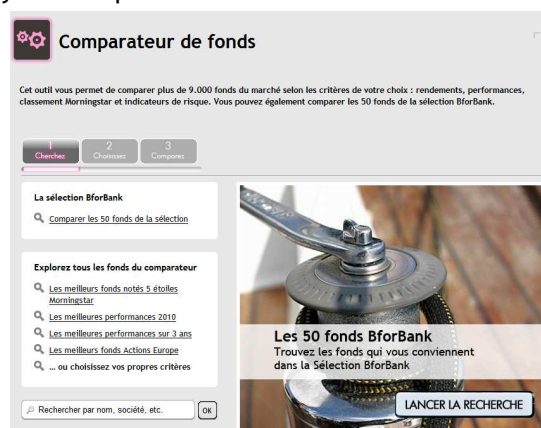 Comparateur de fonds
Cet outil vous permet de comparer plus de 9.000 fonds du marché selon les critères de votre choix : rendements, performances,
classement Morningstar et indicateurs de risque. Vous pouvez également comparer les 50 fonds de la sélection BforBank.
1
Cherchez
2
Choisissez
3
Comparez
La sélection BforBank
Comparer les 50 fonds de la sélection
Explorez tous les fonds du comparateur
Les meilleurs fonds notés 5 étoiles
Morningstar
Les meilleures performances 2010
Les meilleures performances sur 3 ans
Les meilleurs fonds Actions Europe
... ou choisissez vos propres critères
Rechercher par nom, société, etc.
OK
Les 50 fonds BforBank
Trouvez les fonds qui vous conviennent
dans la Sélection BforBank
LANCER LA RECHERCHE